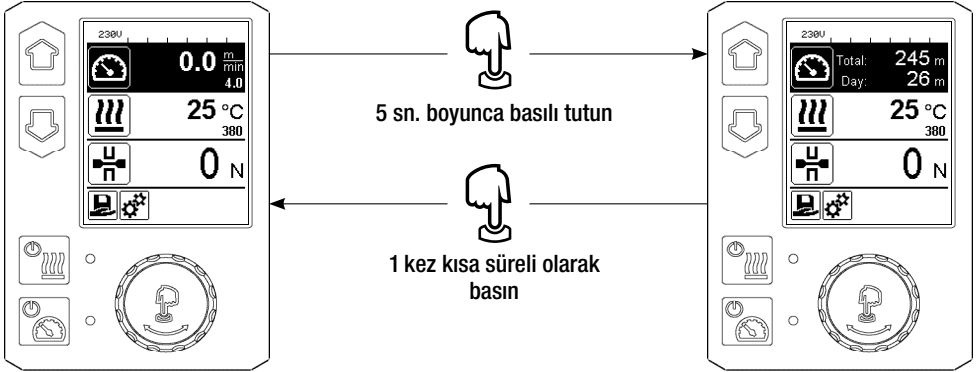 230V
0.0 m/min
4.0
25 °C
380
0 N
5 sn. boyunca basılı tutun
1 kez kısa süreli olarak
basın
230V
Total: 245 m
Day: 26 m
25 °C
380
0 N